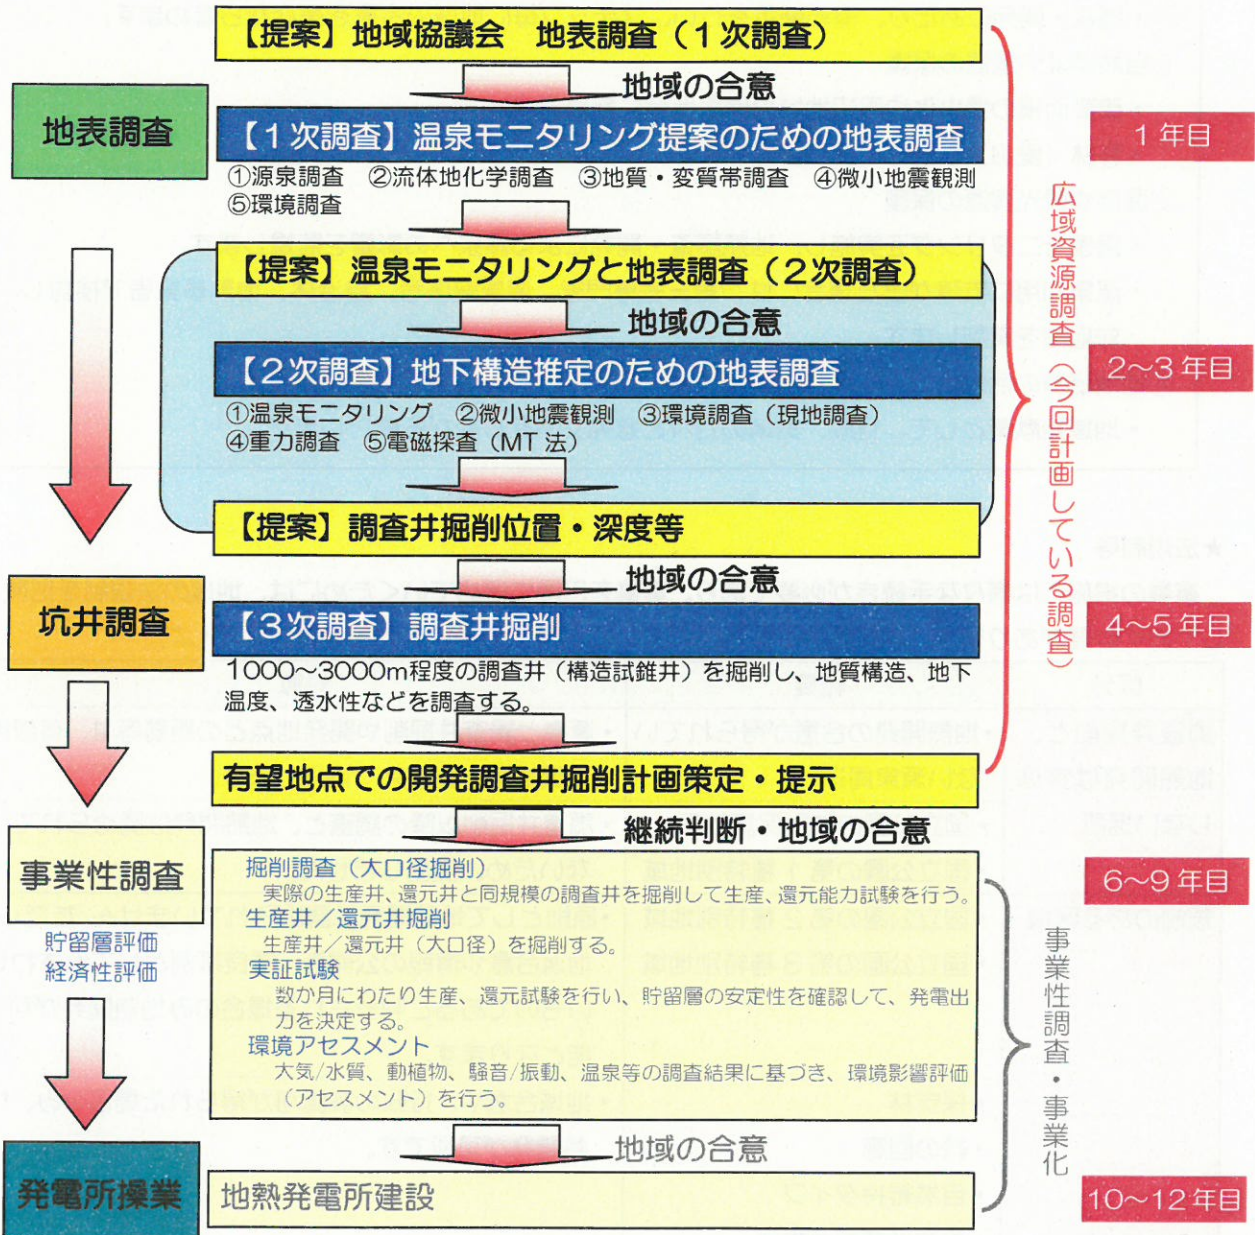 【提案】地域協議会　地表調査（１次調査）
地域の合意
地表調査
【１次調査】温泉モニタリング提案のための地表調査
１年目
①源泉調査　②流体地化学調査　③地質・変質帯調査　④微小地震観測
⑤環境調査
【提案】温泉モニタリングと地表調査（２次調査）
地域の合意
【２次調査】地下構造推定のための地表調査
２～３年目
①温泉モニタリング　②微小地震観測　③環境調査（現地調査）
④重力調査　⑤電磁探査（MT 法）
広域資源調査（今回計画している調査）
【提案】調査井掘削位置・深度等
地域の合意
坑井調査
【３次調査】調査井掘削
４～５年目
1000～3000m程度の調査井（構造試錐井）を掘削し、地質構造、地下
温度、透水性などを調査する。
有望地点での開発調査井掘削計画策定・提示
継続判断・地域の合意
事業性調査
貯留層評価
経済性評価
掘削調査（大口径掘削）
実際の生産井、還元井と同規模の調査井を掘削して生産、還元能力試験を行う。
６～９年目
生産井／還元井掘削
生産井／還元井（大口径）を掘削する。
実証試験
数か月にわたり生産、還元試験を行い、貯留層の安定性を確認して、発電出
力を決定する。
環境アセスメント
大気/水質、動植物、騒音/振動、温泉等の調査結果に基づき、環境影響評価
（アセスメント）を行う。
事業性調査・事業化
地域の合意
発電所操業
地熱発電所建設
10～12 年目